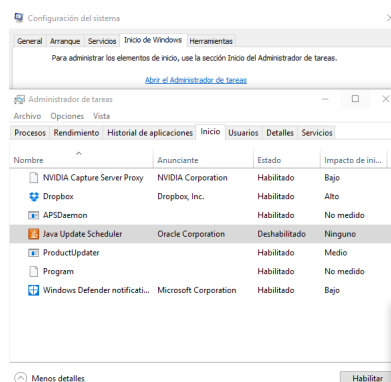 Configuración del sistema
General Arranque Servicios Inicio de Windows Herramientas
Para administrar los elementos de inicio, use la sección Inicio del Administrador de tareas.
Abrir el Administrador de tareas
Administrador de tareas
Archivo Opciones Vista
Procesos Rendimiento Historial de aplicaciones Inicio Usuarios Detalles Servicios
Nombre Anunciante Estado Impacto de ini...
NVIDIA Capture Server Proxy NVIDIA Corporation Habilitado Bajo
Dropbox Dropbox, Inc. Habilitado Alto
APSDaemon Habilitado No medido
Java Update Scheduler Oracle Corporation Deshabilitado Ninguno
ProductUpdater Habilitado Medio
Program Habilitado No medido
Windows Defender notificati... Microsoft Corporation Habilitado Bajo
Menos detalles Habilitar